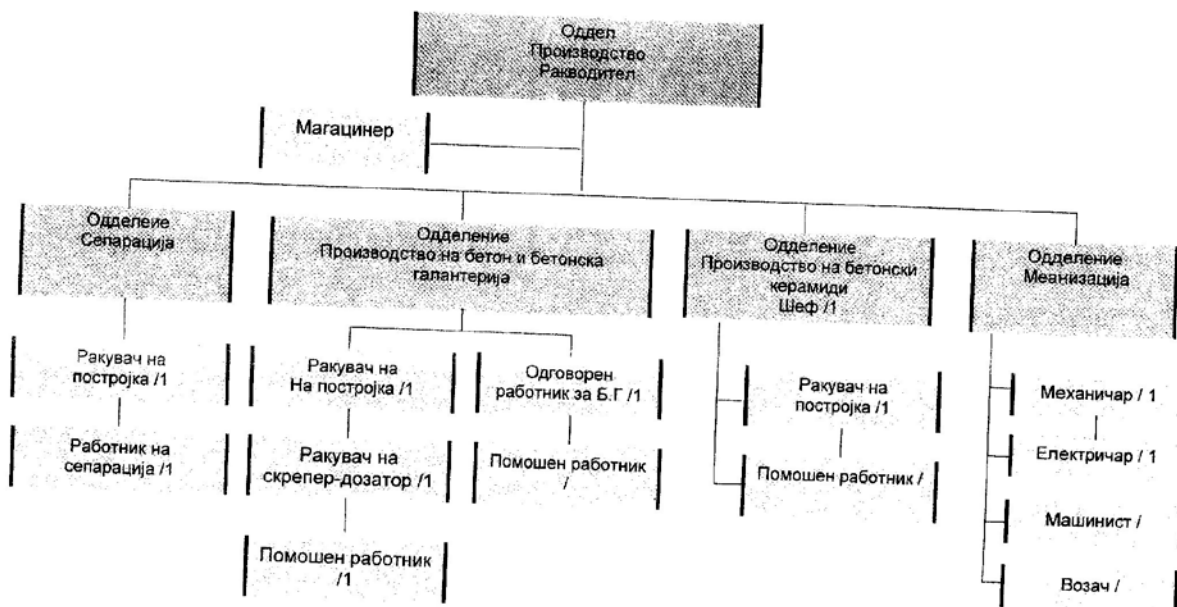 Оддел
Производство
Раководител
Магацинер
Одделеие
Сепарација
Одделение
Производство на бетон и бетонска
галантерија
Одделение
Производство на бетонски
керамиди
Шеф /1
Одделение
Меанизација
Ракувач на
постројка /1
Работник на
сепарација /1
Ракувач на
На постројка /1
Ракувач на
скрепер-дозатор /1
Помошен работник
/1
Одговорен
работник за Б.Г /1
Помошен работник
/
Ракувач на
постројка /1
Помошен работник /
Механичар / 1
Електричар / 1
Машинист /
Возач /